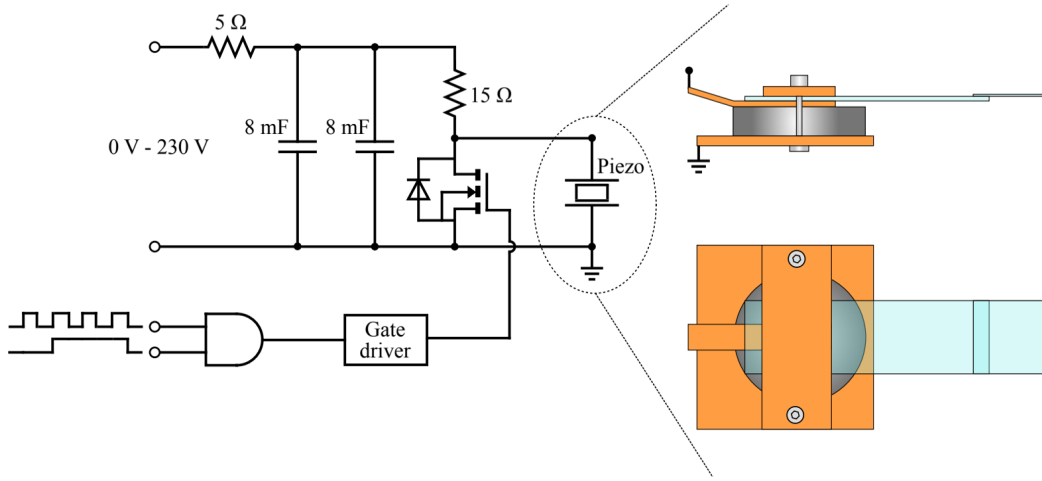 5 Ω
15 Ω
8 mF
8 mF
0 V - 230 V
Piezo
Gate
driver